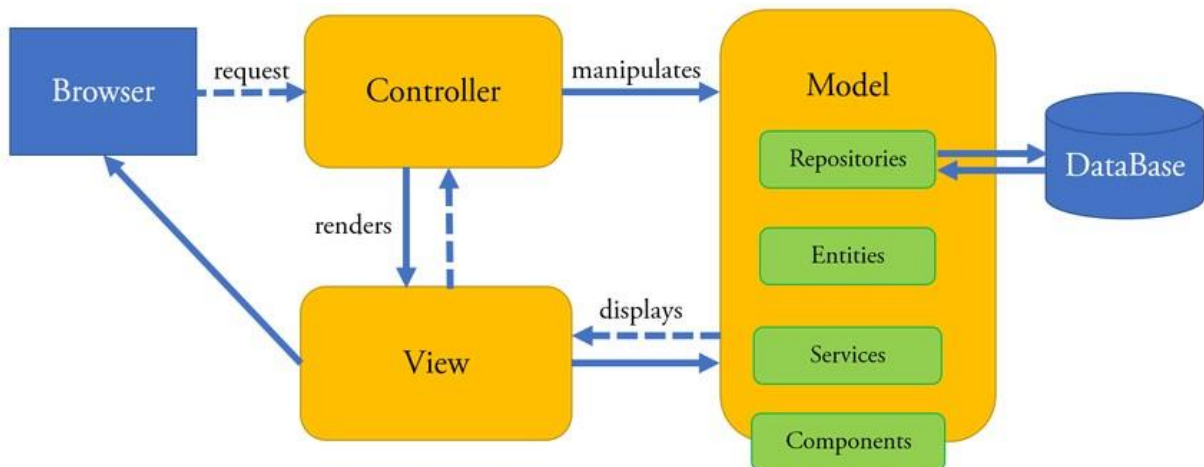 Browser
request
Controller
manipulates
Model
Repositories
DataBase
renders
Entities
displays
View
Services
Components